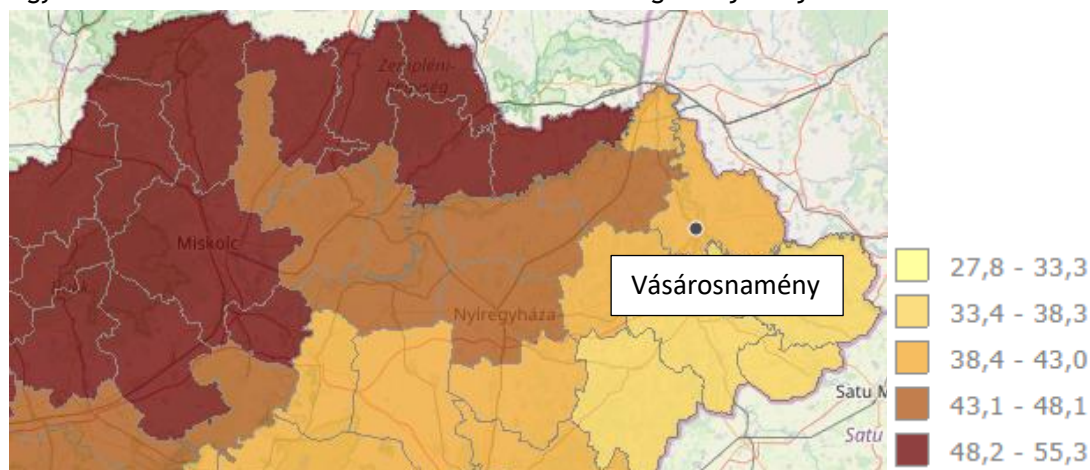 Zempléni-
Miskolc
Nyíregyháza
Vásárosnamény
Satu M
Satu
27,8 - 33,3
33,4 - 38,3
38,4 - 43,0
43,1 - 48,1
48,2 - 55,3